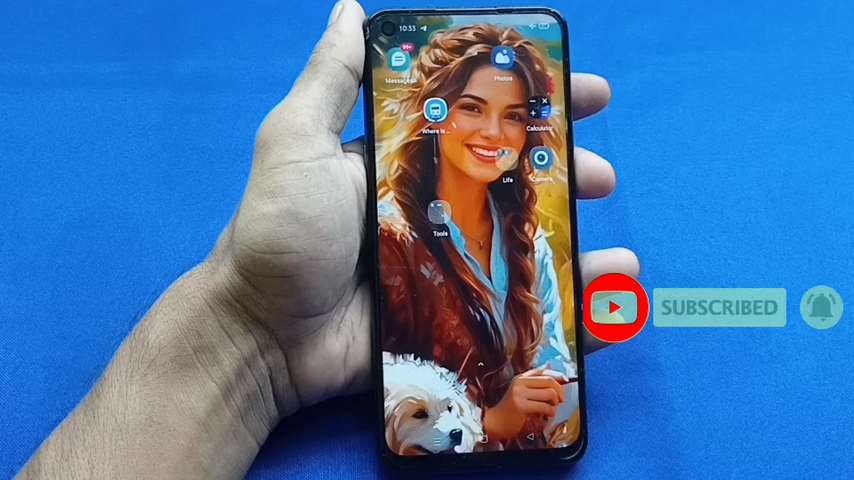 10:33
99+
Messages
Photos
Where is ...
Calculator
Life
Camera
Tools
SUBSCRIBED